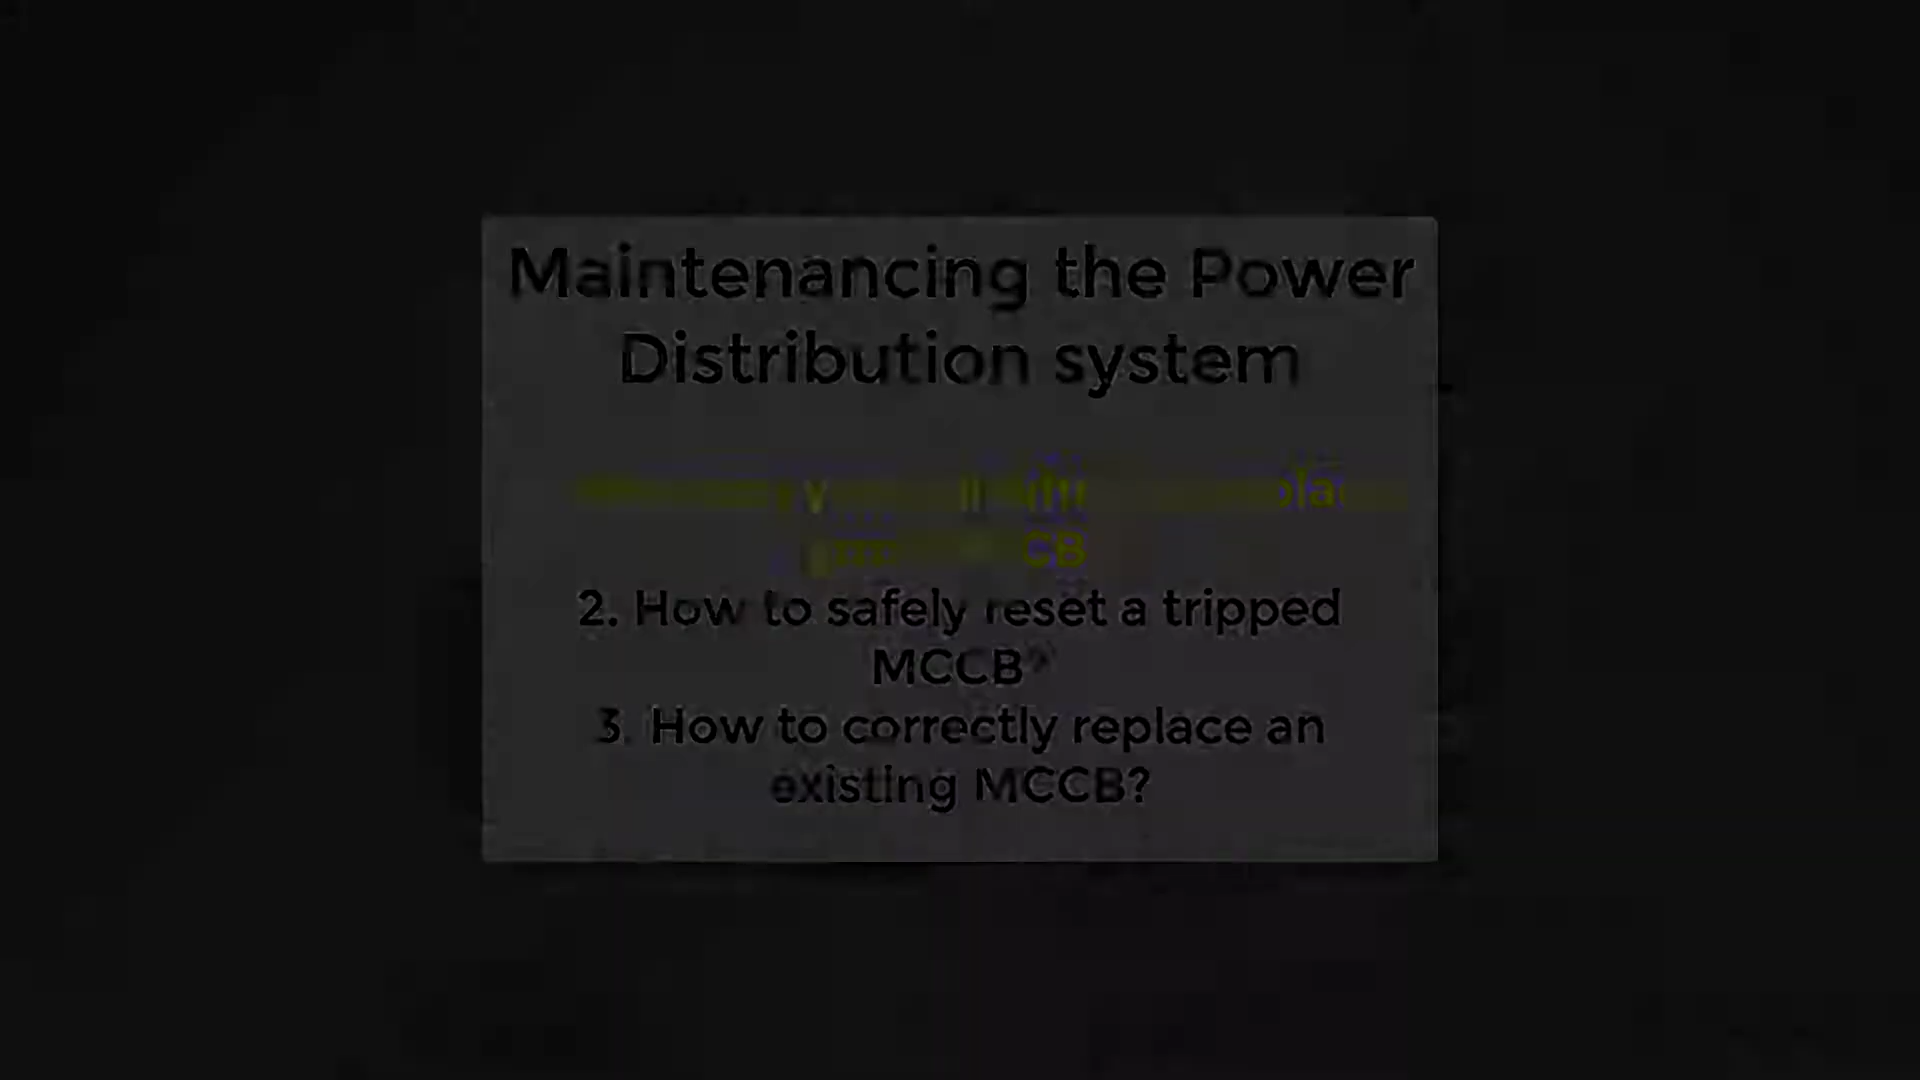 Maintenancing the Power
Distribution system
CB
2. How to safely reset a tripped
MCCB?
3. How to correctly replace an
existing MCCB?